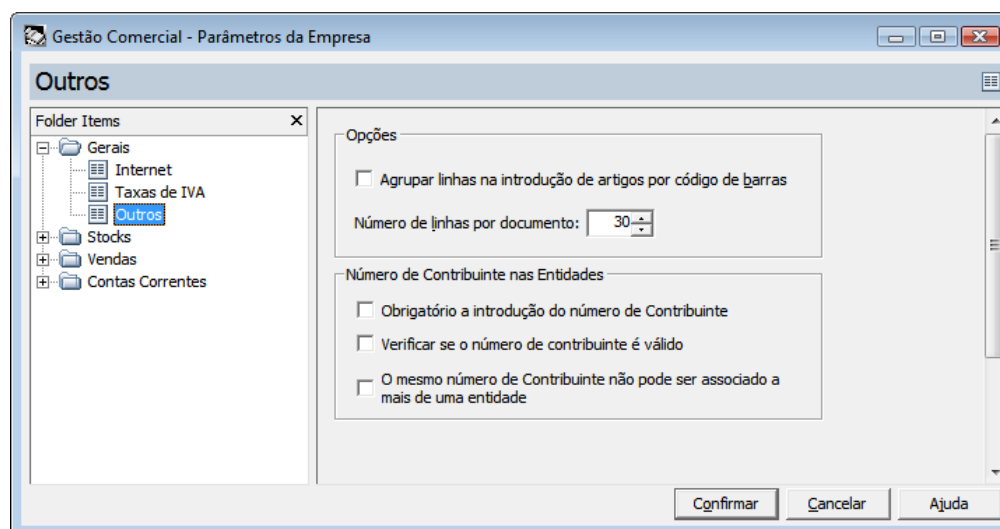 Gestão Comercial - Parâmetros da Empresa
Outros
Folder Items
Gerais
Internet
Taxas de IVA
Outros
Stocks
Vendas
Contas Correntes
Opções
Agrupar linhas na introdução de artigos por código de barras
Número de linhas por documento: 30
Número de Contribuinte nas Entidades
Obrigatório a introdução do número de Contribuinte
Verificar se o número de contribuinte é válido
O mesmo número de Contribuinte não pode ser associado a
mais de uma entidade
Confirmar Cancelar Ajuda